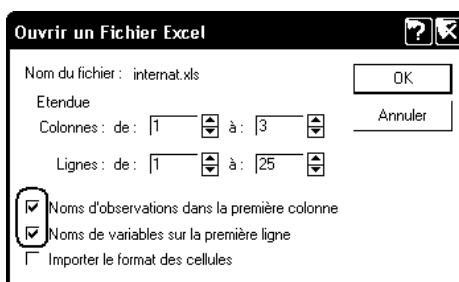 Ouvrir un Fichier Excel
Nom du fichier : internat.xls
OK
Etendue
Annuler
Colonnes : de : 1 à : 3
Lignes : de : 1 à : 25
Noms d'observations dans la première colonne
Noms de variables sur la première ligne
Importer le format des cellules